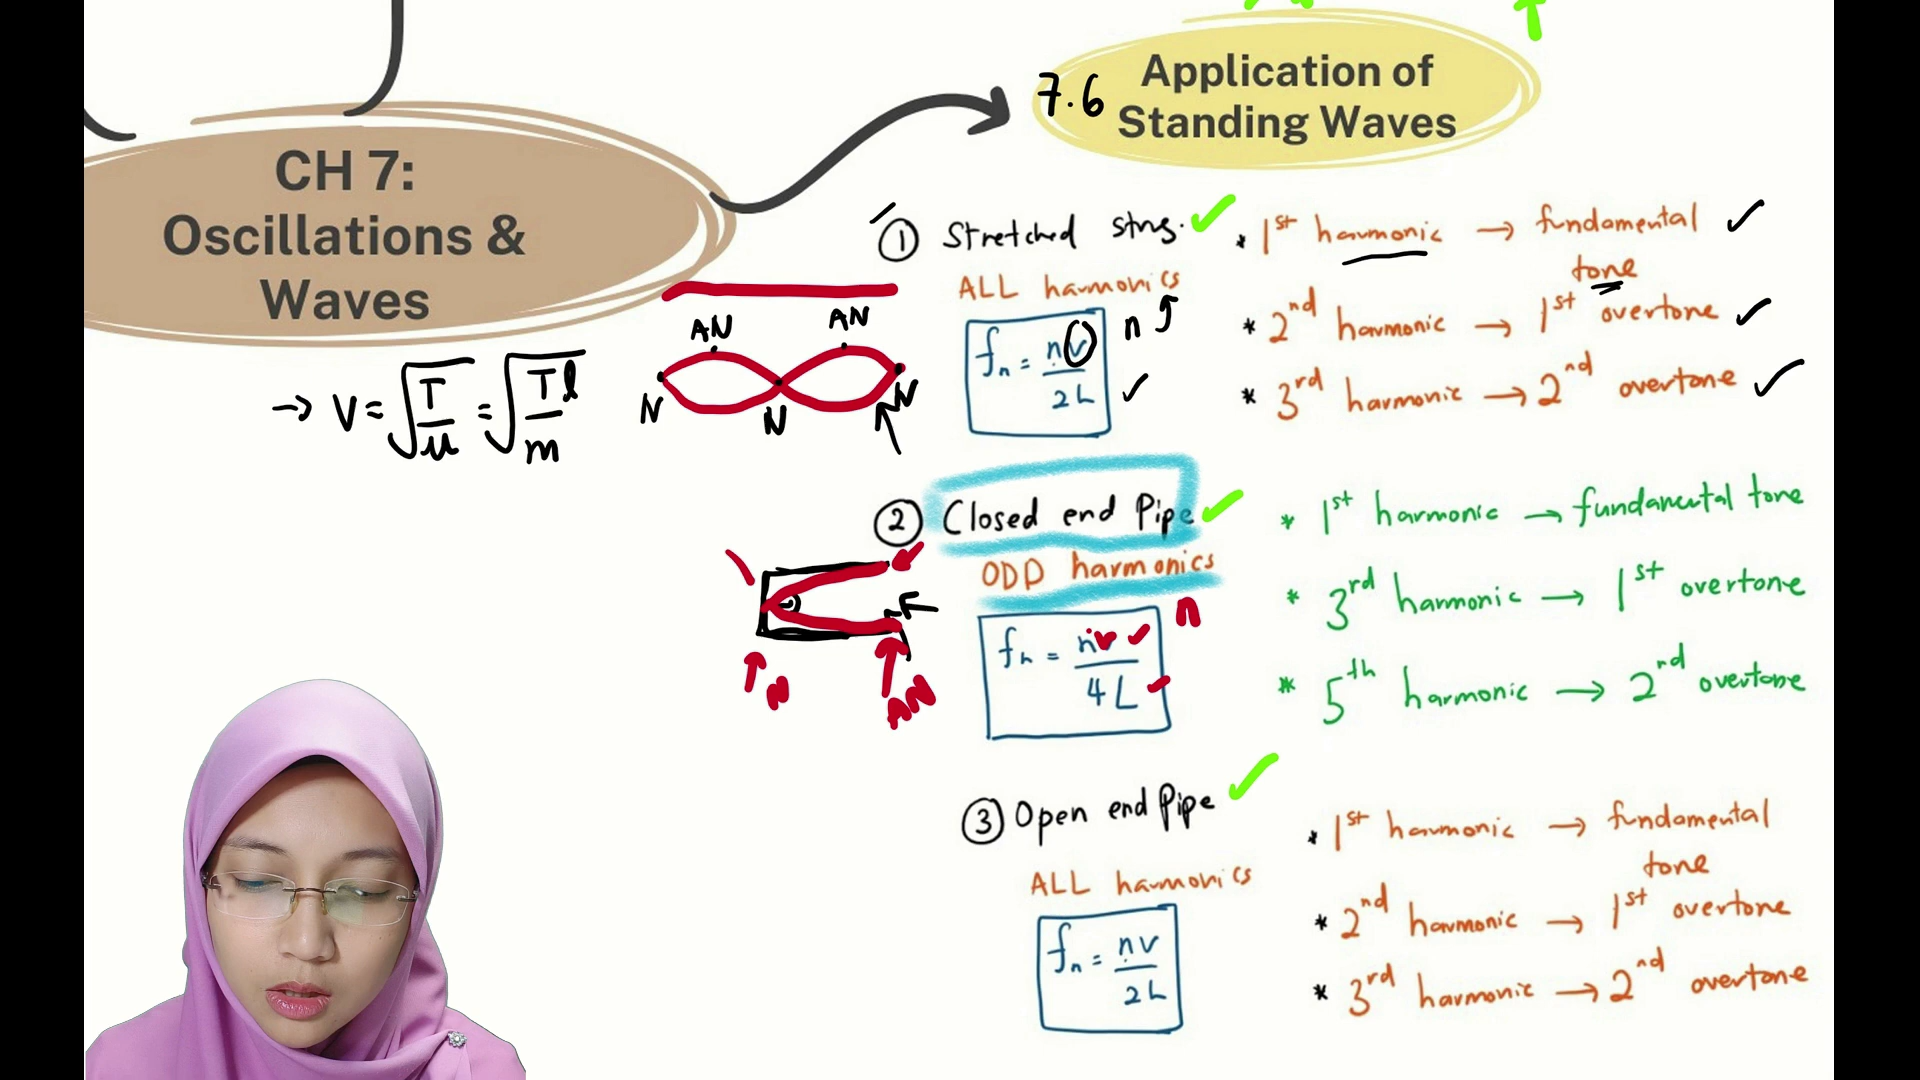 CH 7:
Oscillations &
Waves
7.6 Application of
Standing Waves
→ V = √T/μ = √Tl/m
AN AN
N N N
① Stretched
ALL harmonics
fn = nv/2L
n
* 1st harmonic → fundamental
tone
* 2nd harmonic → 1st overtone
* 3rd harmonic → 2nd overtone
② Closed end Pipe
ODD harmonics
fn = nv/4L
n
N AN
* 1st harmonic → fundamental tone
* 3rd harmonic → 1st overtone
* 5th harmonic → 2nd overtone
③ Open end Pipe
ALL harmonics
fn = nv/2L
* 1st harmonic → fundamental
tone
* 2nd harmonic → 1st overtone
* 3rd harmonic → 2nd overtone